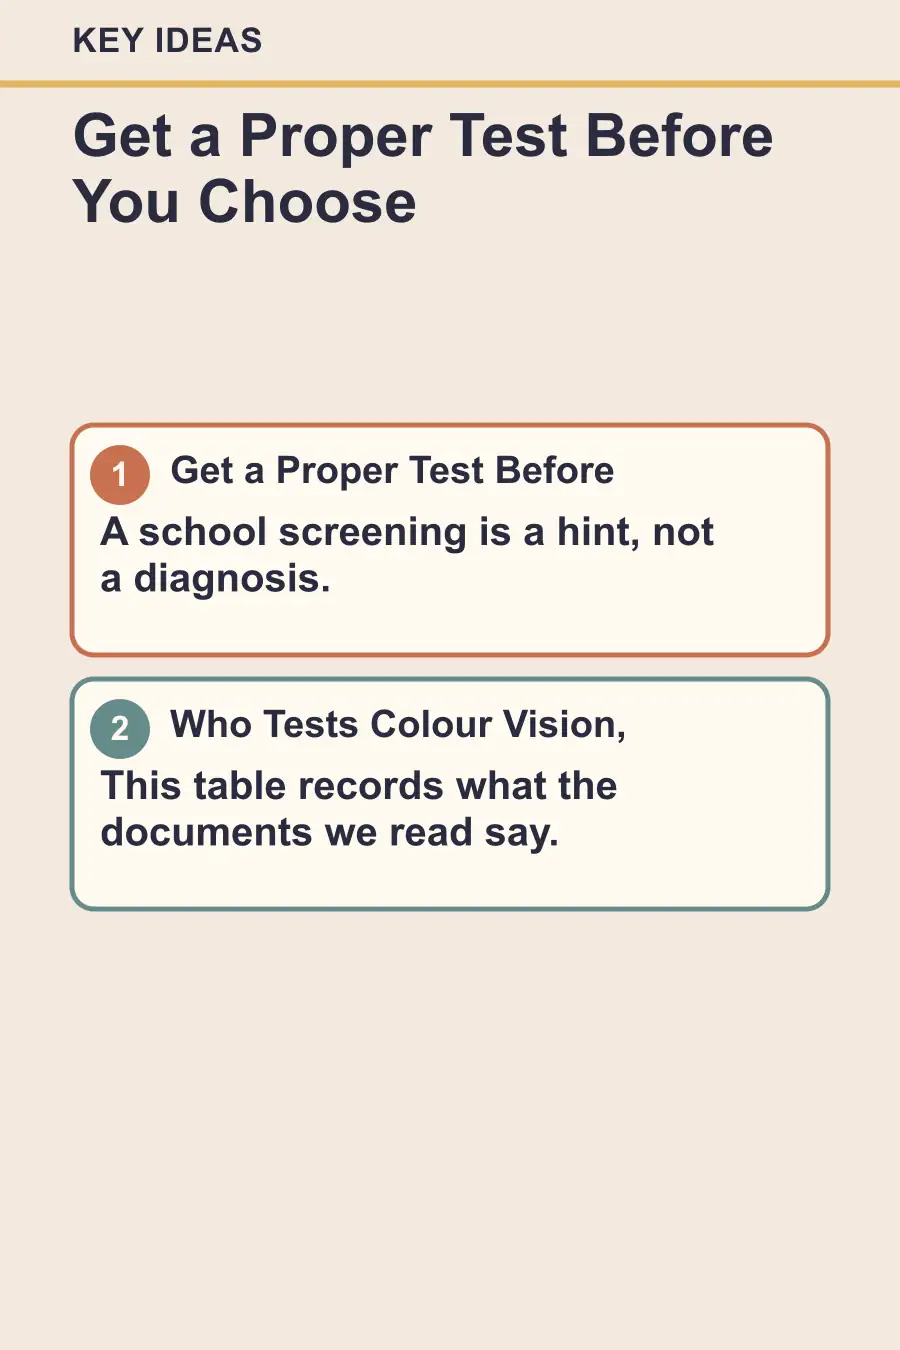 KEY IDEAS
Get a Proper Test Before
You Choose
1 Get a Proper Test Before
A school screening is a hint, not
a diagnosis.
2 Who Tests Colour Vision,
This table records what the
documents we read say.